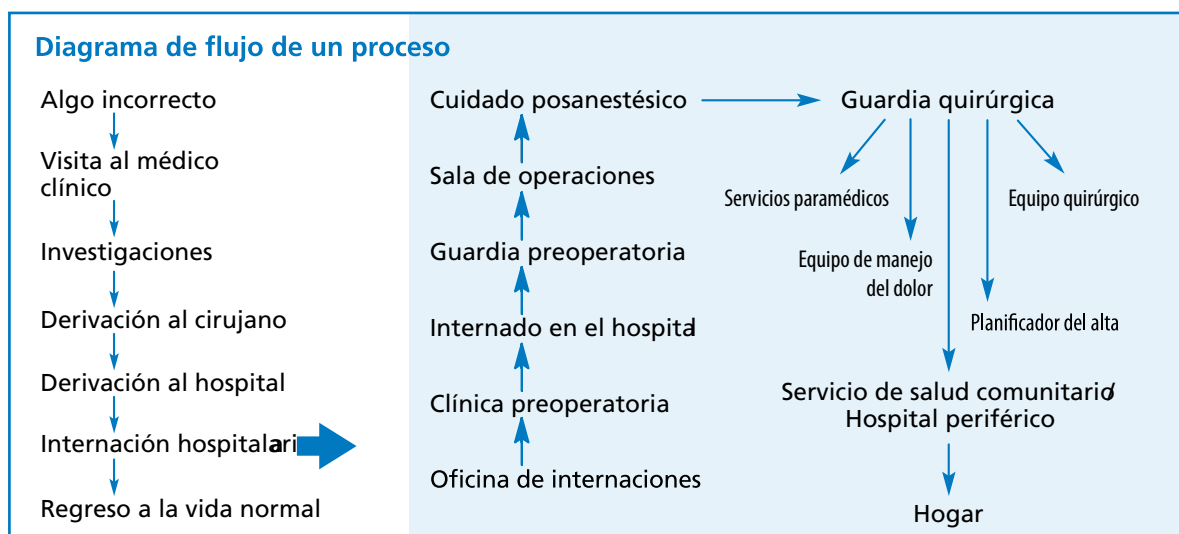 Diagrama de flujo de un proceso
Algo incorrecto
Visita al médico
clínico
Investigaciones
Derivación al cirujano
Derivación al hospital
Internación hospitalaria
Regreso a la vida normal
Cuidado posanestésico
Sala de operaciones
Guardia preoperatoria
Internado en el hospital
Clínica preoperatoria
Oficina de internaciones
Guardia quirúrgica
Servicios paramédicos
Equipo quirúrgico
Equipo de manejo
del dolor
Planificador del alta
Servicio de salud comunitario/
Hospital periférico
Hogar